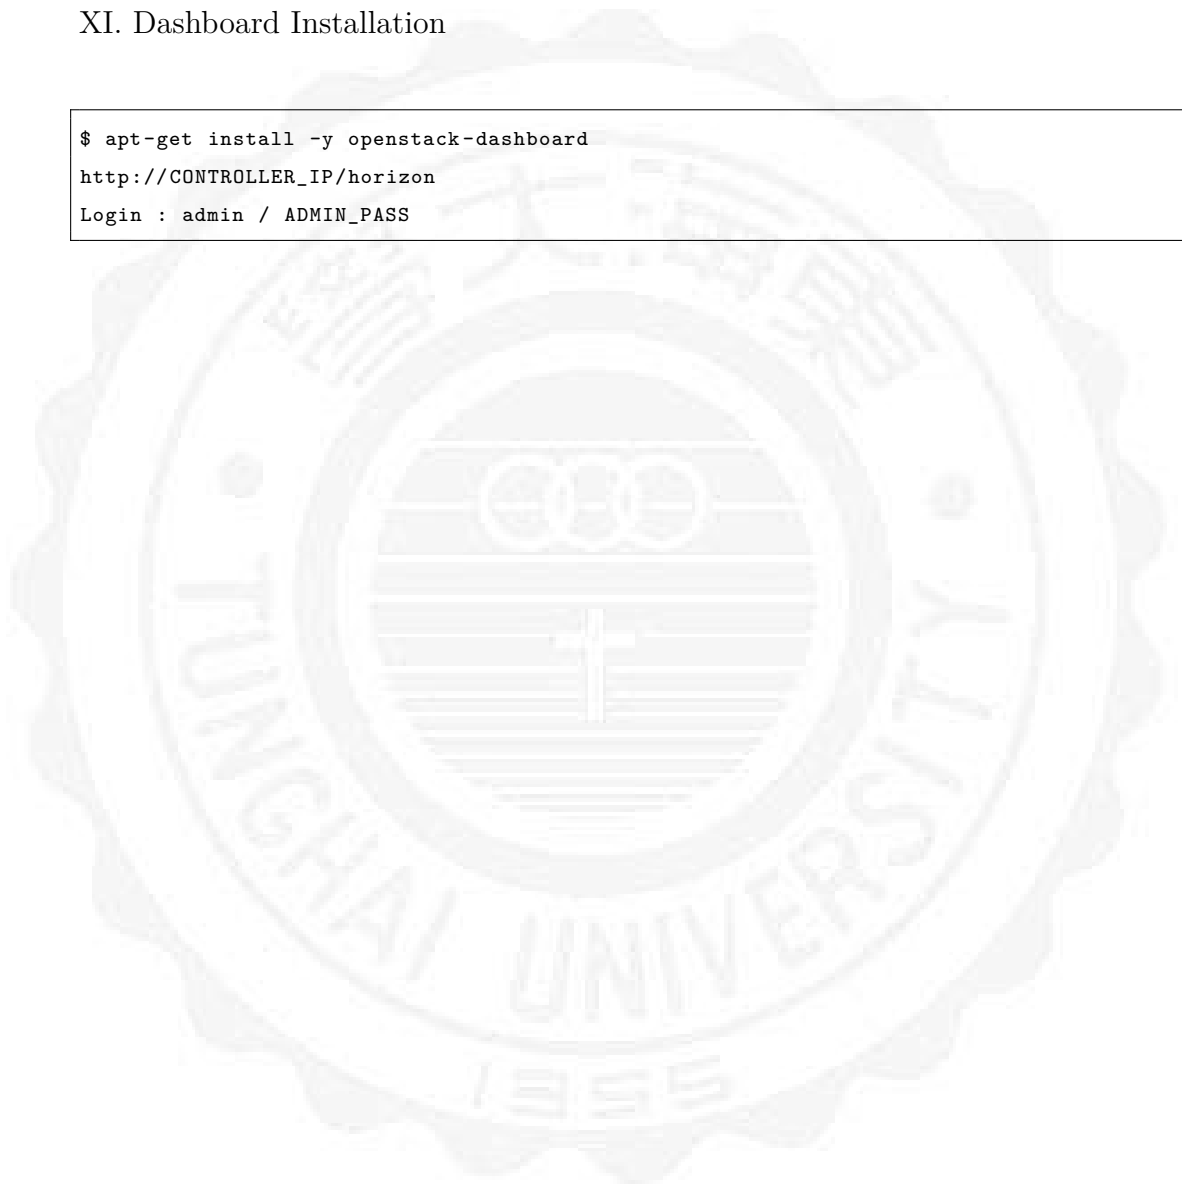 XI. Dashboard Installation
$ apt-get install -y openstack-dashboard
http://CONTROLLER_IP/horizon
Login : admin / ADMIN_PASS
TUNGHAI UNIVERSITY
1955